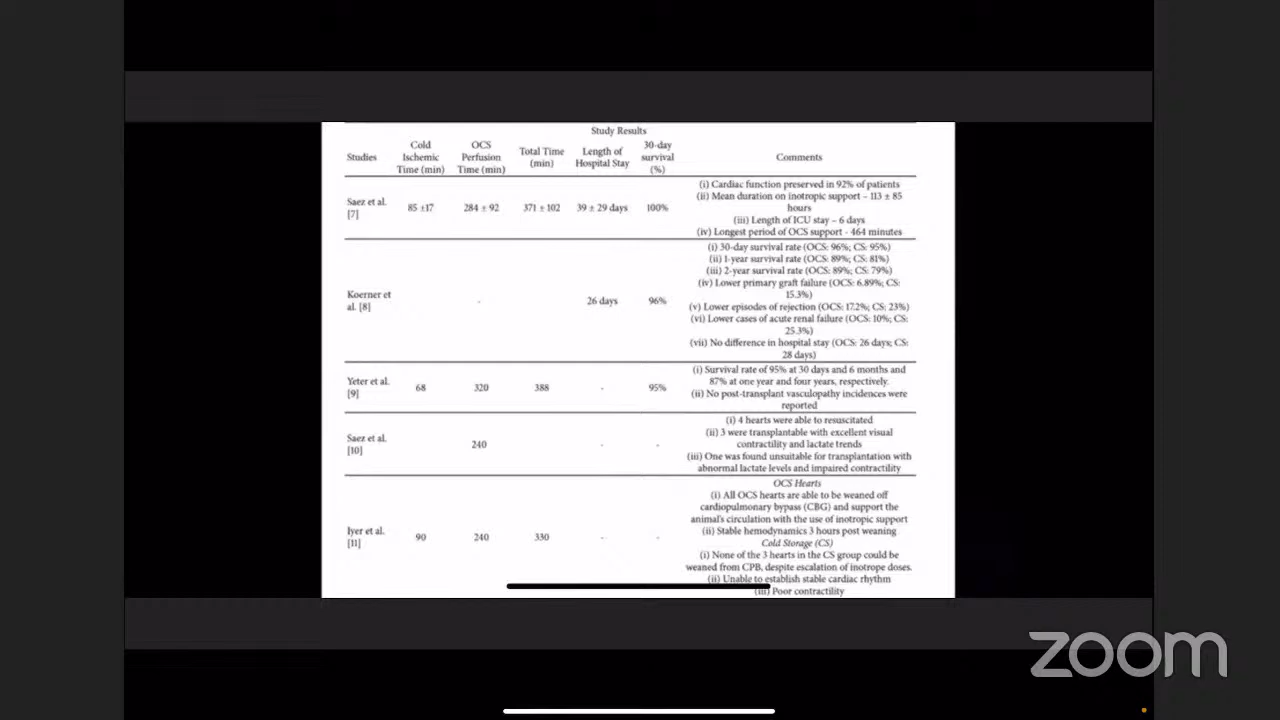 Study Results
Studies
Cold
Ischemic
Time (min)
OCS
Perfusion
Time (min)
Total Time
(min)
Length of
Hospital Stay
30-day
survival
(%)
Comments
Saez et al.
[7]
85 ±17
284 ± 92
371 ± 102
39 ± 29 days
100%
(i) Cardiac function preserved in 92% of patients
(ii) Mean duration on inotropic support – 113 ± 85
hours
(iii) Length of ICU stay – 6 days
(iv) Longest period of OCS support - 464 minutes
Koerner et
al. [8]
-
26 days
96%
(i) 30-day survival rate (OCS: 96%; CS: 95%)
(ii) 1-year survival rate (OCS: 89%; CS: 81%)
(iii) 2-year survival rate (OCS: 89%; CS: 79%)
(iv) Lower primary graft failure (OCS: 6.89%; CS:
15.3%)
(v) Lower episodes of rejection (OCS: 17.2%; CS: 23%)
(vi) Lower cases of acute renal failure (OCS: 10%; CS:
25.3%)
(vii) No difference in hospital stay (OCS: 26 days; CS:
28 days)
Yeter et al.
[9]
68
320
388
-
95%
(i) Survival rate of 95% at 30 days and 6 months and
87% at one year and four years, respectively.
(ii) No post-transplant vasculopathy incidences were
reported
Saez et al.
[10]
240
-
-
(i) 4 hearts were able to resuscitated
(ii) 3 were transplantable with excellent visual
contractility and lactate trends
(iii) One was found unsuitable for transplantation with
abnormal lactate levels and impaired contractility
Iyer et al.
[11]
90
240
330
-
-
OCS Hearts
(i) All OCS hearts are able to be weaned off
cardiopulmonary bypass (CBG) and support the
animal's circulation with the use of inotropic support
(ii) Stable hemodynamics 3 hours post weaning
Cold Storage (CS)
(i) None of the 3 hearts in the CS group could be
weaned from CPB, despite escalation of inotrope doses.
(ii) Unable to establish stable cardiac rhythm
(iii) Poor contractility
zoom